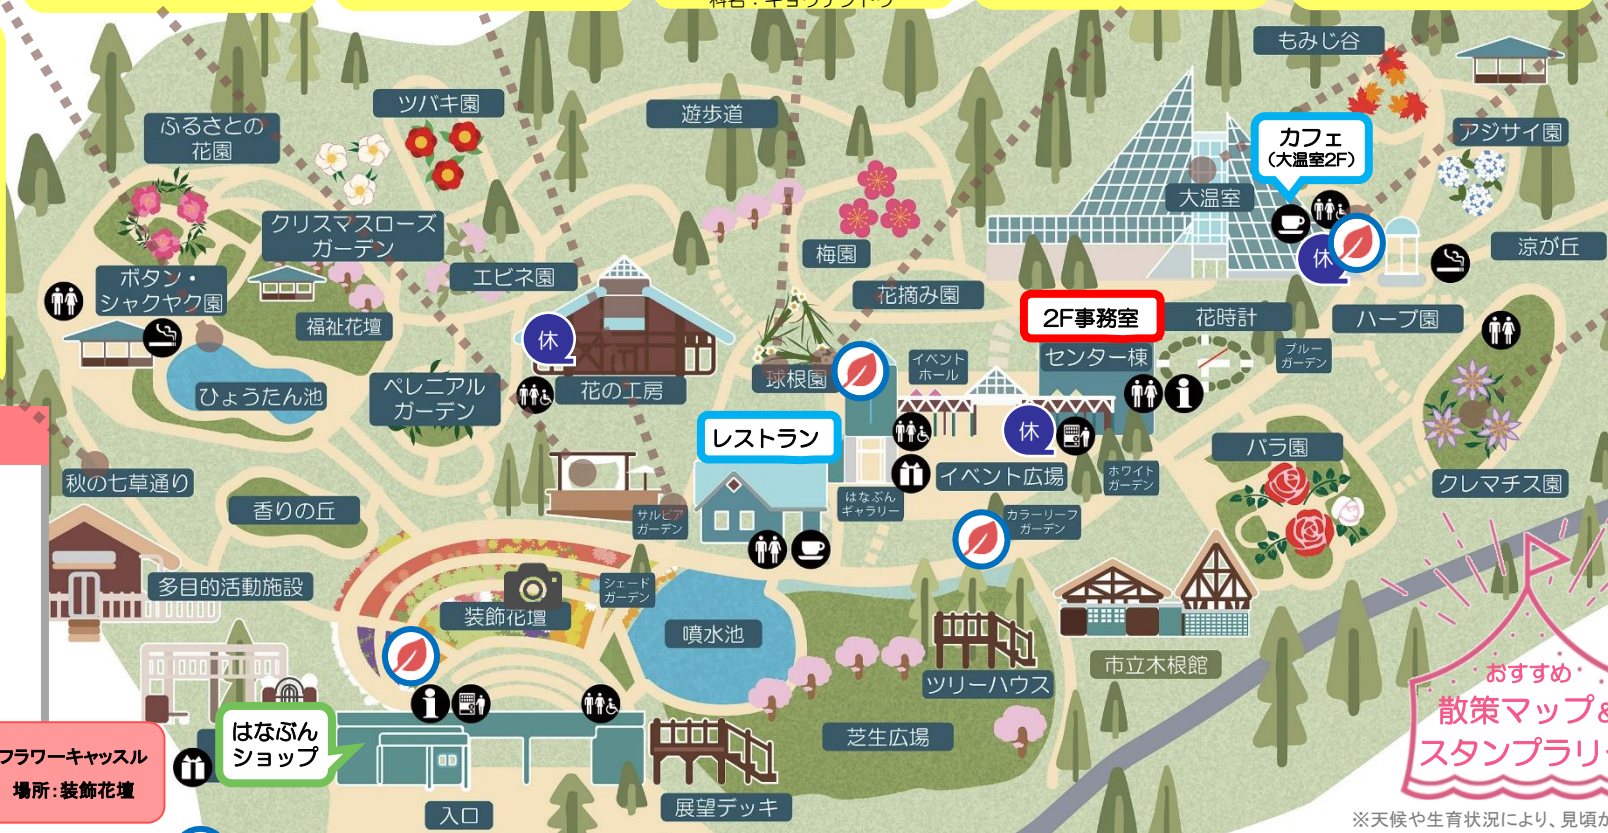 もみじ谷
ツバキ園
遊歩道
ふるさとの
花園
カフェ
(大温室2F)
アジサイ園
大温室
クリスマスローズ
ガーデン
梅園
涼が丘
ボタン・
シャクヤク園
エビネ園
花摘み園
休
福祉花壇
2F事務室
花時計
ハーブ園
休
センター棟
ブルー
ガーデン
イベント
ホール
球根園
花の工房
ひょうたん池
ペレニアル
ガーデン
レストラン
休
バラ園
イベント広場
ホワイト
ガーデン
秋の七草通り
クレマチス園
香りの丘
はなぶん
ギャラリー
サルビア
ガーデン
カラーリーフ
ガーデン
多目的活動施設
シェード
ガーデン
装飾花壇
噴水池
市立木根館
ツリーハウス
おすすめ
散策マップ&
スタンプラリ
はなぶん
ショップ
芝生広場
フラワーキャッスル
場所:装飾花壇
展望デッキ
入口
※天候や生育状況により、見頃か